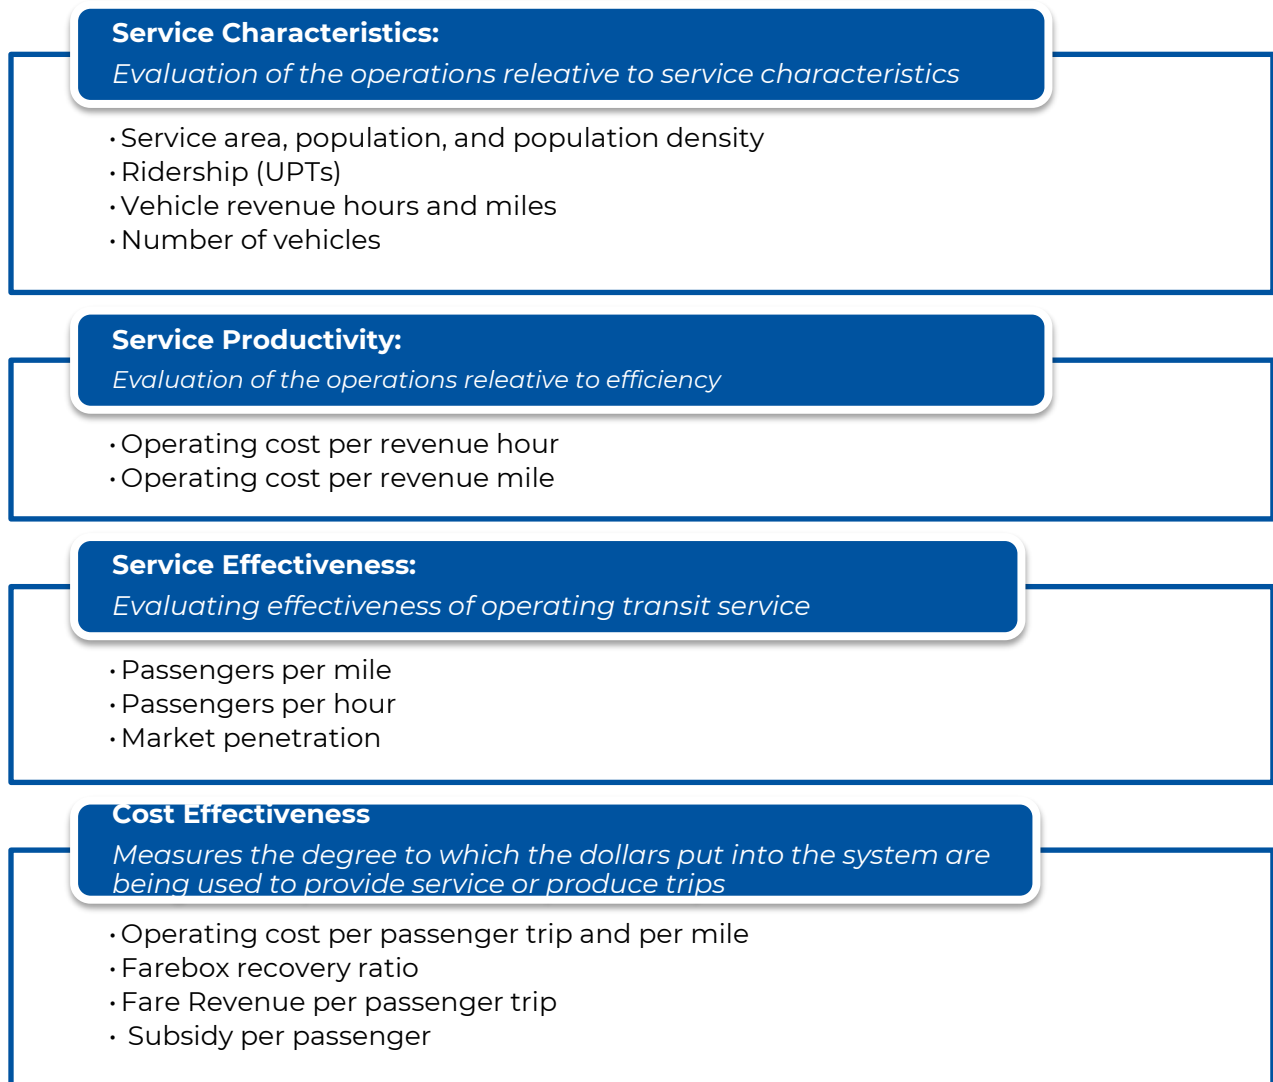 Service Characteristics:
Evaluation of the operations releative to service characteristics
· Service area, population, and population density
· Ridership (UPTs)
· Vehicle revenue hours and miles
· Number of vehicles
Service Productivity:
Evaluation of the operations releative to efficiency
· Operating cost per revenue hour
· Operating cost per revenue mile
Service Effectiveness:
Evaluating effectiveness of operating transit service
· Passengers per mile
· Passengers per hour
· Market penetration
Cost Effectiveness
Measures the degree to which the dollars put into the system are
being used to provide service or produce trips
· Operating cost per passenger trip and per mile
· Farebox recovery ratio
· Fare Revenue per passenger trip
· Subsidy per passenger